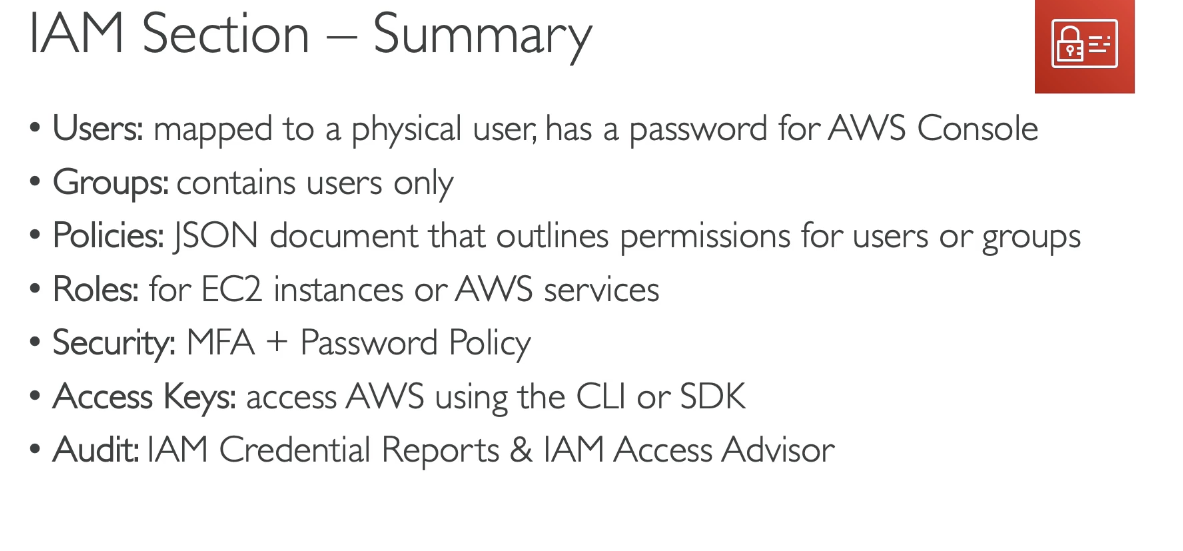 IAM Section – Summary
• Users: mapped to a physical user, has a password for AWS Console
• Groups: contains users only
• Policies: JSON document that outlines permissions for users or groups
• Roles: for EC2 instances or AWS services
• Security: MFA + Password Policy
• Access Keys: access AWS using the CLI or SDK
• Audit: IAM Credential Reports & IAM Access Advisor